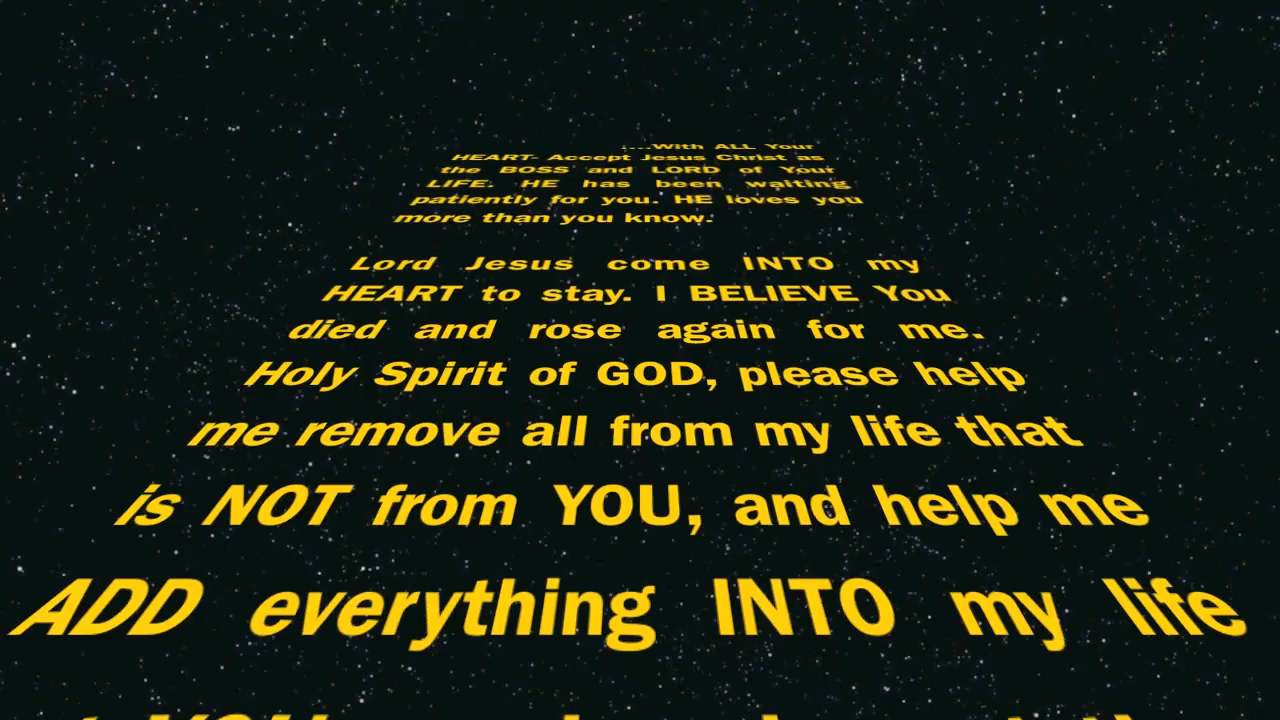 ....With ALL Your
HEART- Accept Jesus Christ as
the BOSS and LORD of Your
LIFE. HE has been waiting
patiently for you. HE loves you
more than you know.
Lord Jesus come INTO my
HEART to stay. I BELIEVE You
died and rose again for me.
Holy Spirit of GOD, please help
me remove all from my life that
is NOT from YOU, and help me
ADD everything INTO my life